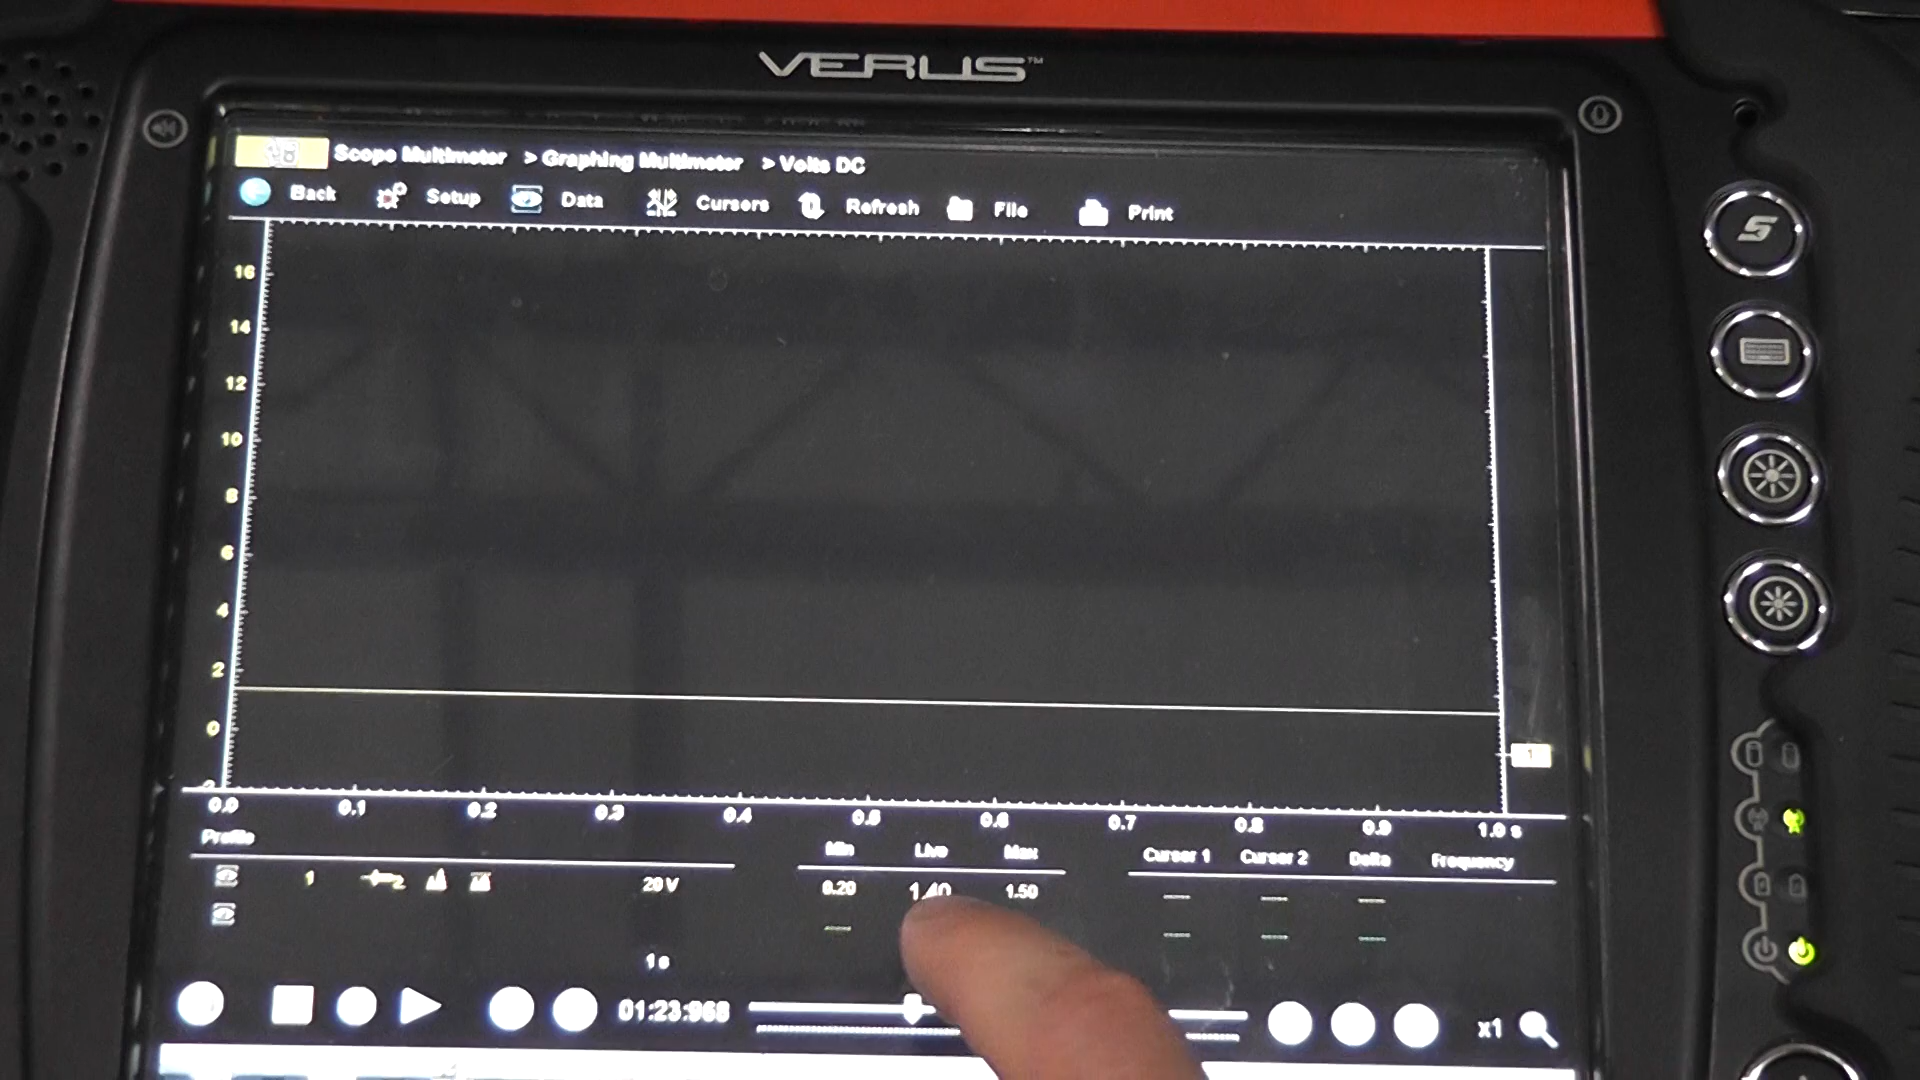 VERUS™
Scope Multimeter > Graphing Multimeter > Volts DC
Back Setup Data Cursors Refresh File Print
16
14
12
10
8
6
4
2
0
0.0 0.1 0.2 0.3 0.4 0.5 0.6 0.7 0.8 0.9 1.0 s
1
Profile Min Live Max Cursor 1 Cursor 2 Delta Frequency
1 20 V 0.20 1.40 1.50
1 s
01:23:968 x1